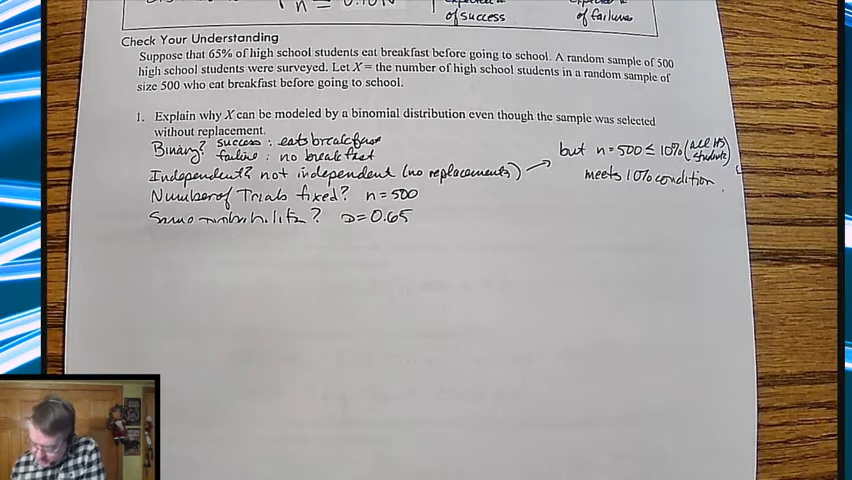 n ≤ 0.10N
of success
of failures
Check Your Understanding
Suppose that 65% of high school students eat breakfast before going to school. A random sample of 500
high school students were surveyed. Let X = the number of high school students in a random sample of
size 500 who eat breakfast before going to school.
1. Explain why X can be modeled by a binomial distribution even though the sample was selected
without replacement.
Binary? success: eats breakfast
failure: no breakfast
Independent? not independent (no replacements)
but n=500 ≤ 10% (all HS students)
meets 10% condition.
Number of Trials fixed? n=500
Same probability? p=0.65